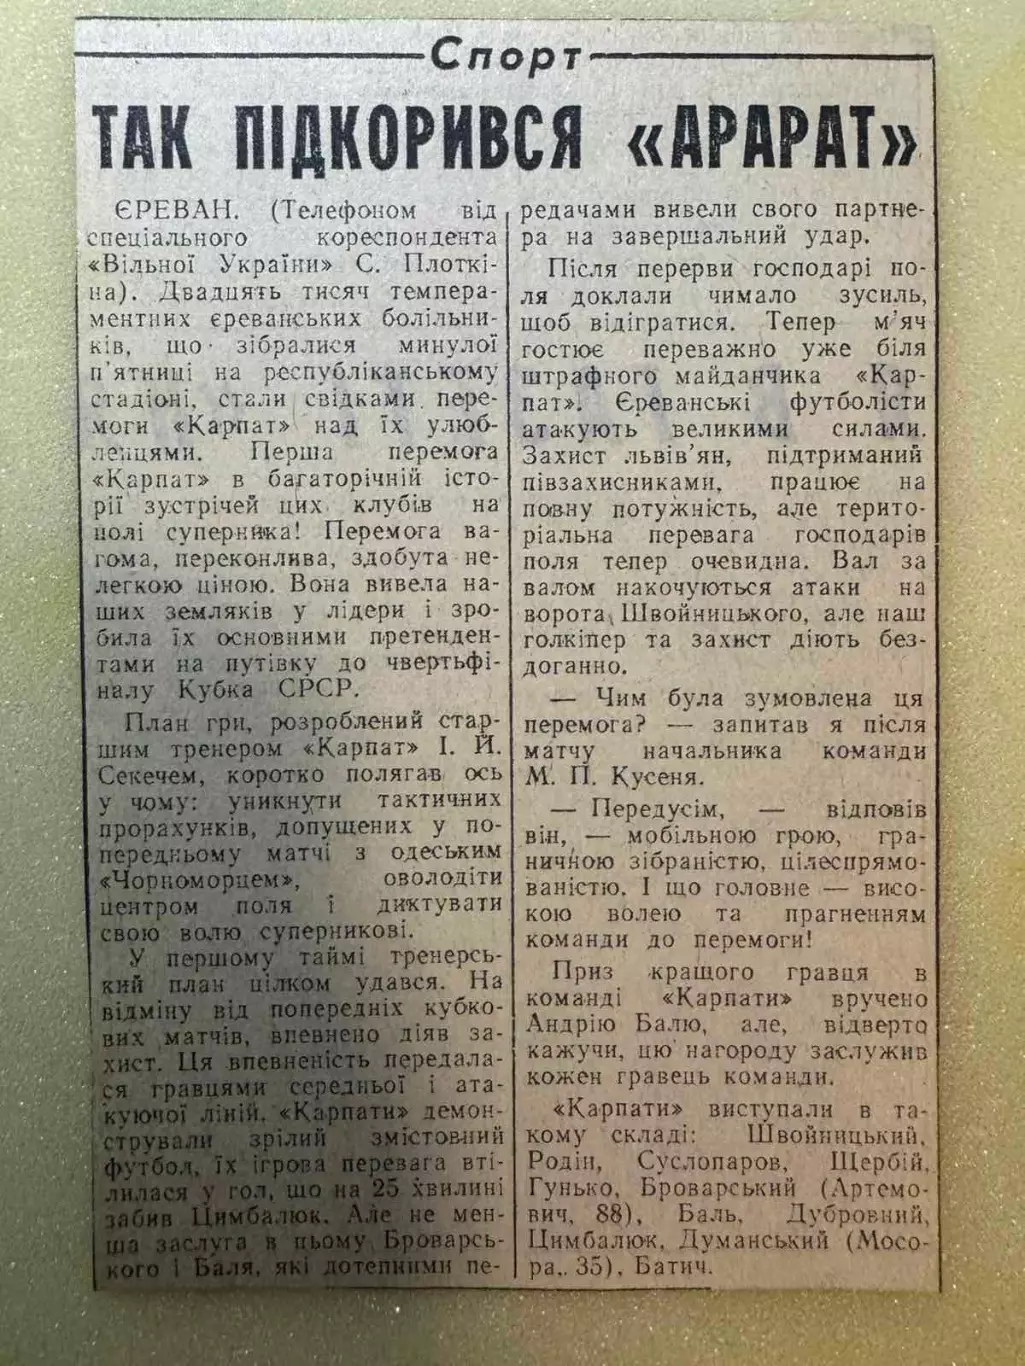 Спорт
ТАК ПІДКОРИВСЯ «АРАРАТ»
ЄРЕВАН. (Телефоном від
спеціального кореспондента
«Вільної України» С. Плоткі-
на). Двадцять тисяч темпера-
ментних єреванських болільни-
ків, що зібралися минулої
п'ятниці на республіканському
стадіоні, стали свідками пере-
моги «Карпат» над їх улюб-
ленцями. Перша перемога
«Карпат» в багаторічній істо-
рії зустрічей цих клубів на
полі суперника! Перемога ва-
гома, переконлива, здобута не-
легкою ціною. Вона вивела на-
ших земляків у лідери і зро-
била їх основними претенден-
тами на путівку до чвертьфі-
налу Кубка СРСР.
План гри, розроблений стар-
шим тренером «Карпат» І. Й.
Секечем, коротко полягав ось
у чому: уникнути тактичних
прорахунків, допущених у по-
передньому матчі з одеським
«Чорноморцем», оволодіти
центром поля і диктувати
свою волю суперникові.
У першому таймі тренерсь-
кий план цілком удався. На
відміну від попередніх кубко-
вих матчів, впевнено діяв за-
хист. Ця впевненість передала-
ся гравцями середньої і ата-
куючої ліній. «Карпати» демон-
стрували зрілий змістовний
футбол, їх ігрова перевага вті-
лилася у гол, що на 25 хвилині
забив Цимбалюк. Але не мен-
ша заслуга в цьому Броварсь-
кого і Баля, які дотепними пе-
редачами вивели свого партне-
ра на завершальний удар.
Після перерви господарі по-
ля доклали чимало зусиль,
щоб відігратися. Тепер м'яч
гостює переважно уже біля
штрафного майданчика «Кар-
пат». Єреванські футболісти
атакують великими силами.
Захист львів'ян, підтриманий
півзахисниками, працює на
повну потужність, але терито-
ріальна перевага господарів
поля тепер очевидна. Вал за
валом накочуються атаки на
ворота Швойницького, але наш
голкіпер та захист діють без-
доганно.
— Чим була зумовлена ця
перемога? — запитав я після
матчу начальника команди
М. П. Кусеня.
— Передусім, — відповів
він, — мобільною грою, гра-
ничною зібраністю, цілеспрямо-
ваністю. І що головне — висо-
кою волею та прагненням
команди до перемоги!
Приз кращого гравця в
команді «Карпати» вручено
Андрію Балю, але, відверто
кажучи, цю нагороду заслужив
кожен гравець команди.
«Карпати» виступали в та-
кому складі: Швойницький,
Родін, Суслопаров, Щербій,
Гунько, Броварський (Артемо-
вич, 88), Баль, Дубровний,
Цимбалюк, Думанський (Мосо-
ра, 35), Батич.